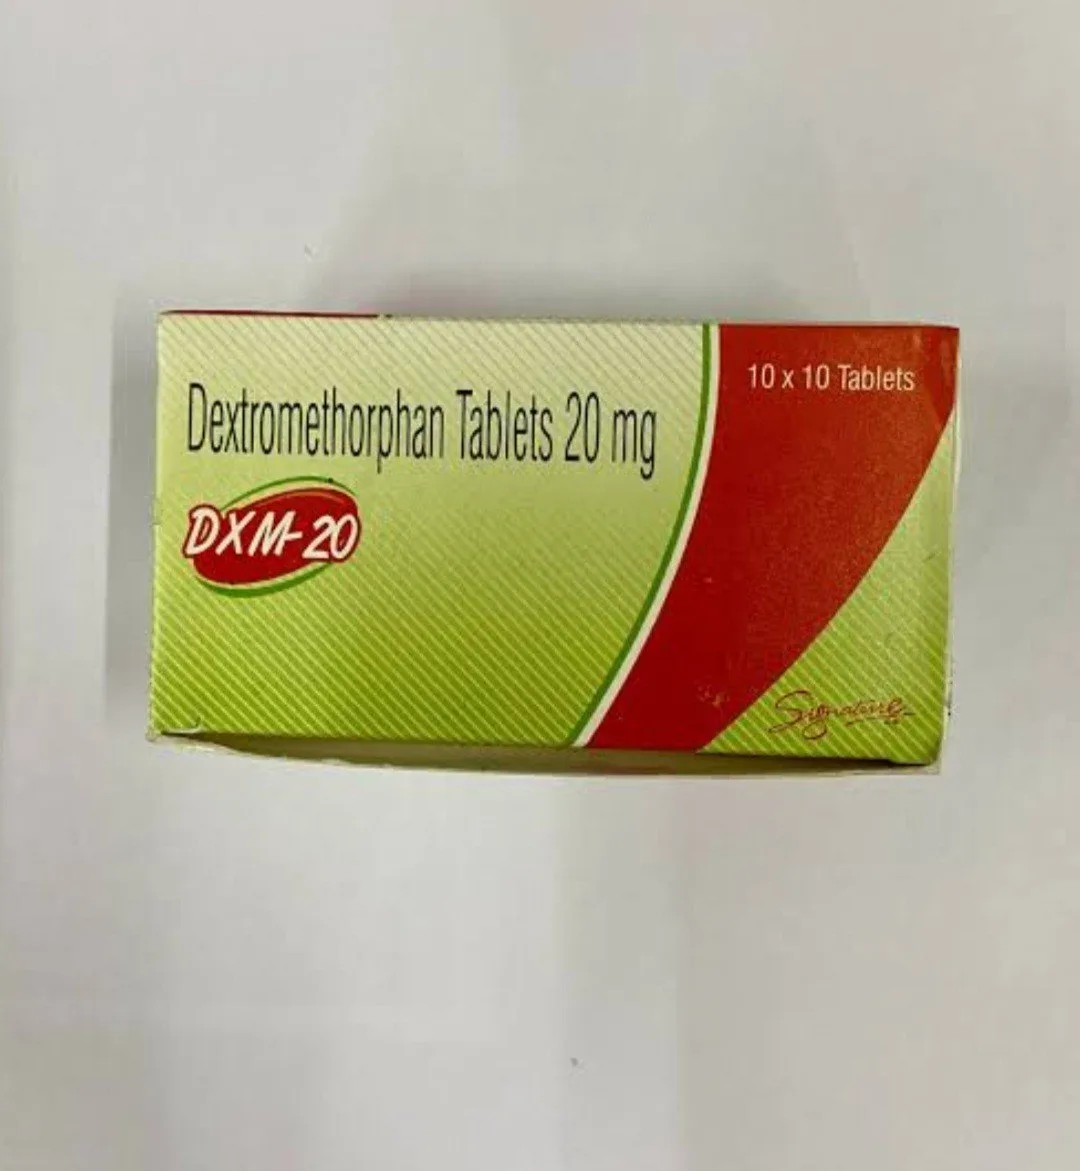 10 x 10 Tablets
Dextromethorphan Tablets 20 mg
DXM-20
Signature